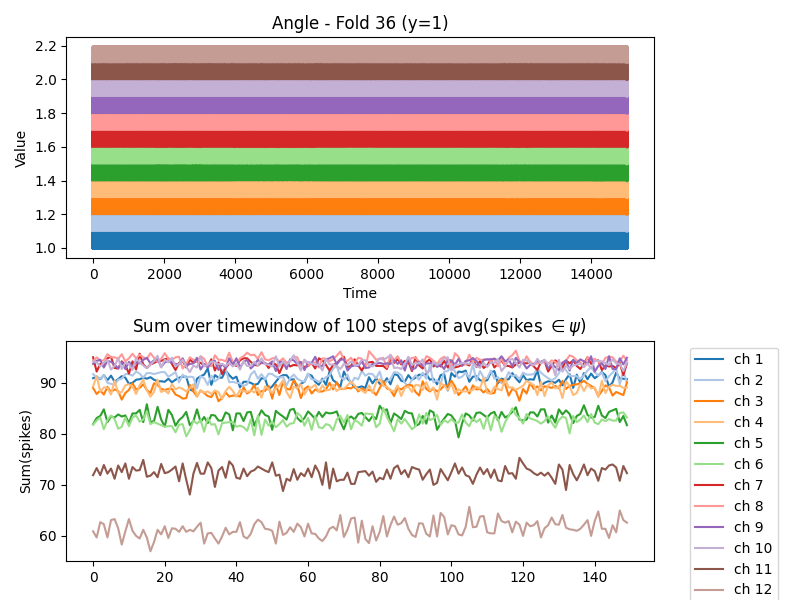 Angle - Fold 36 (y=1)
2.2
2.0
1.8
1.6
1.4
1.2
1.0
Value
0 2000 4000 6000 8000 10000 12000 14000
Time
Sum over timewindow of 100 steps of avg(spikes ∈ ψ)
90
80
70
60
Sum(spikes)
0 20 40 60 80 100 120 140
ch 1
ch 2
ch 3
ch 4
ch 5
ch 6
ch 7
ch 8
ch 9
ch 10
ch 11
ch 12